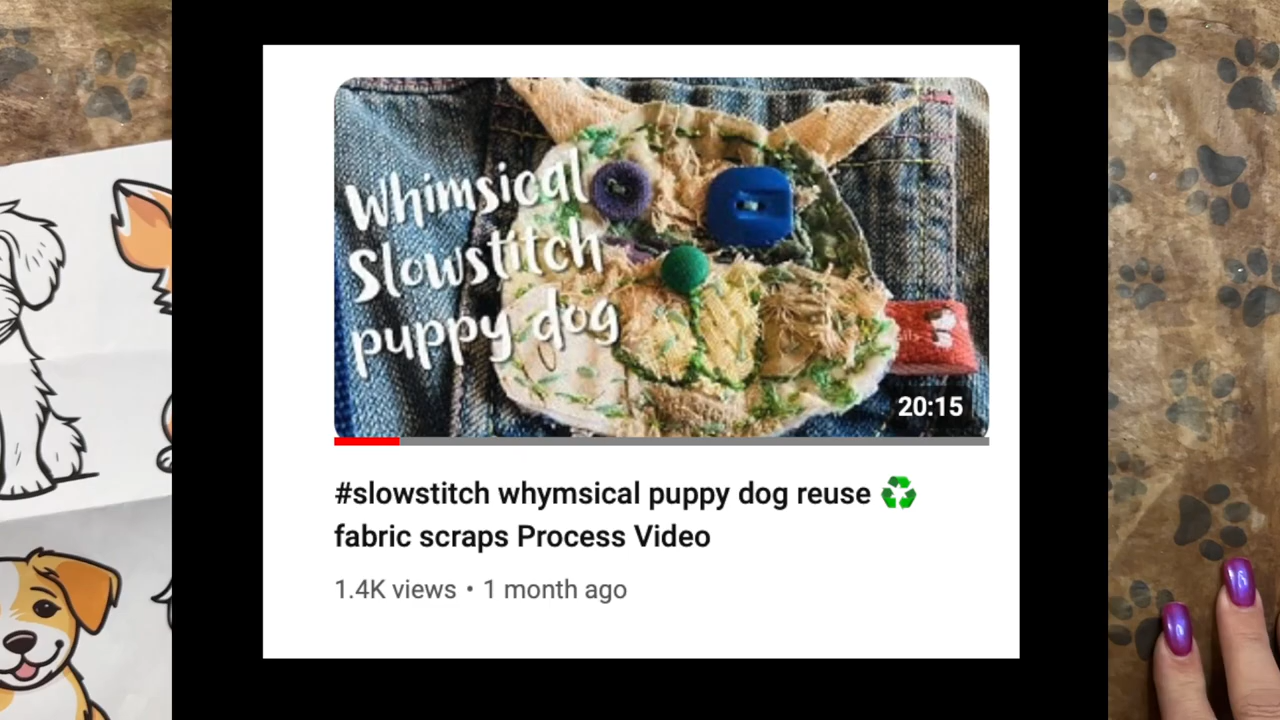 Whimsical
Slowstitch
puppy dog
20:15
#slowstitch whymsical puppy dog reuse ♻
fabric scraps Process Video
1.4K views • 1 month ago